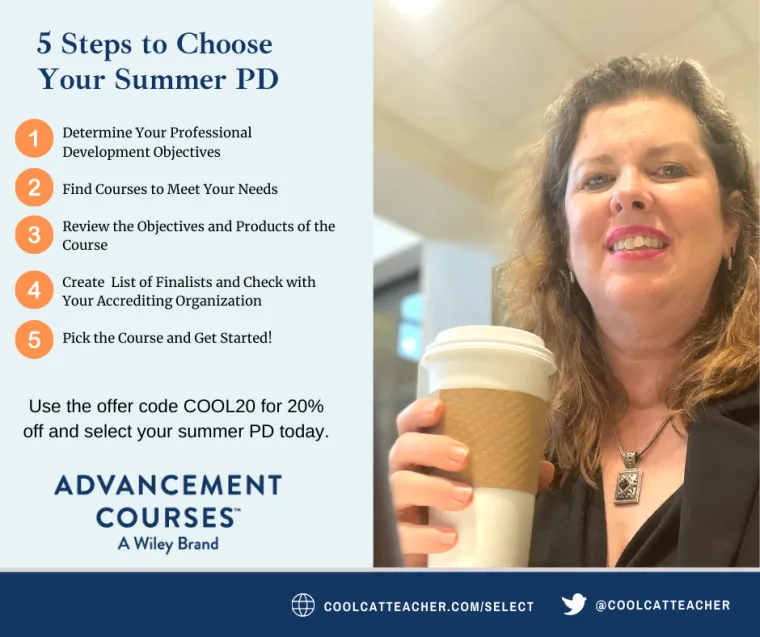 5 Steps to Choose
Your Summer PD
1
Determine Your Professional
Development Objectives
2
Find Courses to Meet Your Needs
3
Review the Objectives and Products of the
Course
4
Create List of Finalists and Check with
Your Accrediting Organization
5
Pick the Course and Get Started!
Use the offer code COOL20 for 20%
off and select your summer PD today.
ADVANCEMENT
COURSES™
A Wiley Brand
COOLCATTEACHER.COM/SELECT
@COOLCATTEACHER